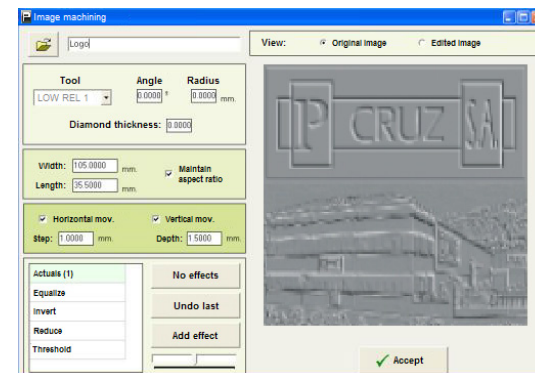 Image machining
Logo
View: Original image Edited image
Tool Angle Radius
LOW REL 1 0.0000 ° 0.0000 mm.
Diamond thickness: 0.0000
Width: 105.0000 mm.
Maintain aspect ratio
Length: 35.5000 mm.
Horizontal mov. Vertical mov.
Step: 1.0000 mm. Depth: 1.5000 mm.
Actuals (1)
Equalize
Invert
Reduce
Threshold
No effects
Undo last
Add effect
P CRUZ SA.
Accept